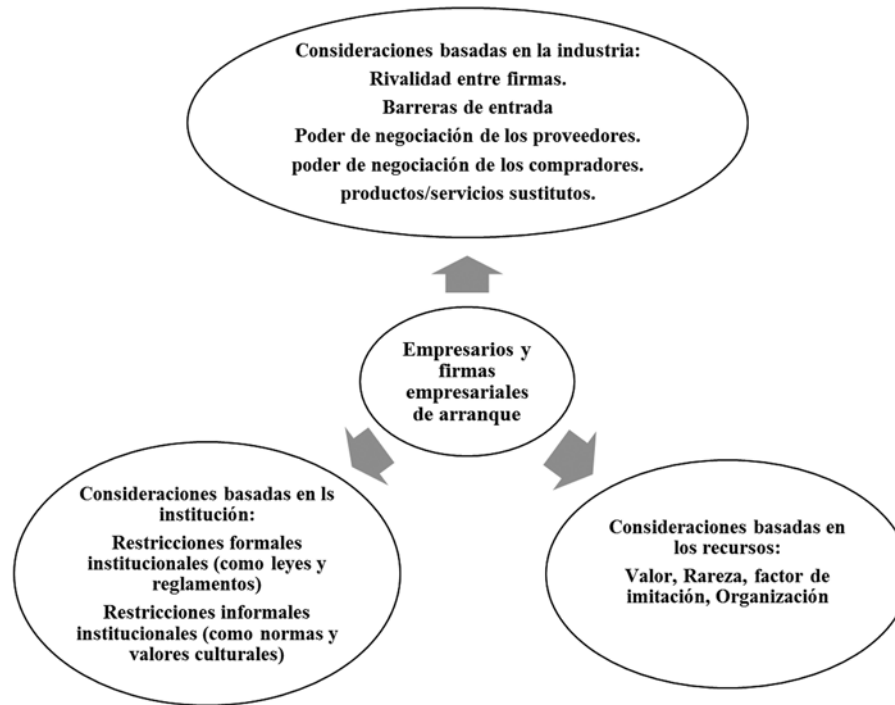 Consideraciones basadas en la industria:
Rivalidad entre firmas.
Barreras de entrada
Poder de negociación de los proveedores.
poder de negociación de los compradores.
productos/servicios sustitutos.
Empresarios y
firmas
empresariales
de arranque
Consideraciones basadas en ls
institución:
Restricciones formales
institucionales (como leyes y
reglamentos)
Restricciones informales
institucionales (como normas y
valores culturales)
Consideraciones basadas en
los recursos:
Valor, Rareza, factor de
imitación, Organización